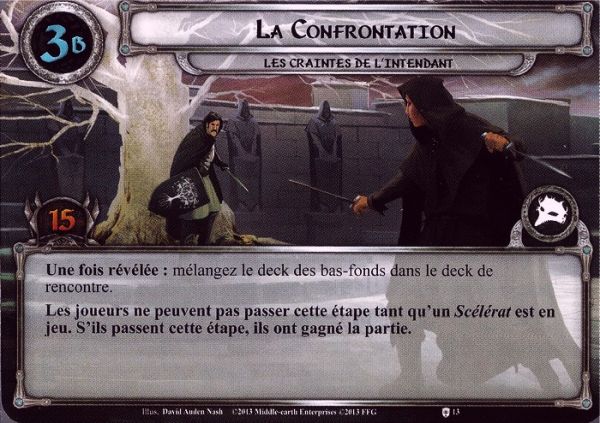 3B
LA CONFRONTATION
LES CRAINTES DE L'INTENDANT
15
Une fois révélée : mélangez le deck des bas-fonds dans le deck de
rencontre.
Les joueurs ne peuvent pas passer cette étape tant qu'un Scélérat est en
jeu. S'ils passent cette étape, ils ont gagné la partie.
Illus. David Auden Nash ©2013 Middle-earth Enterprises ©2013 FFG 13